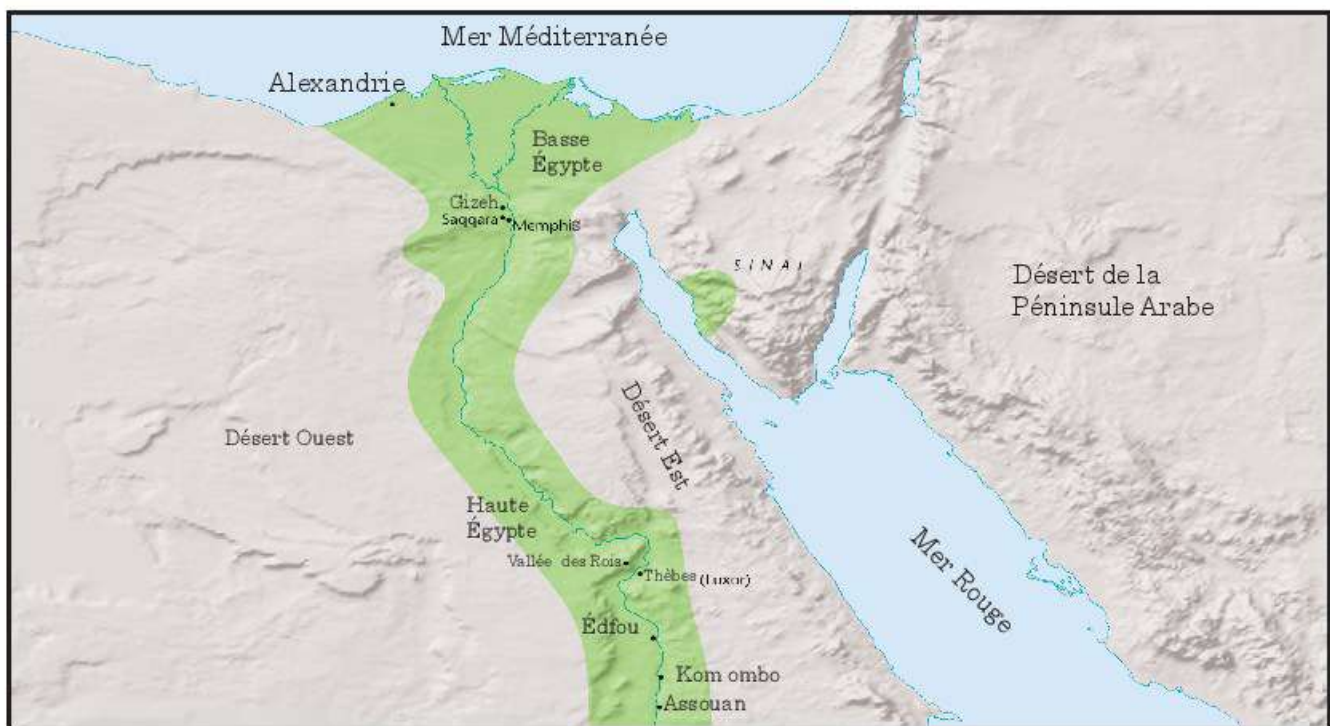 Mer Méditerranée
Alexandrie
Basse
Égypte
Gizeh
Saqqara
Memphis
SINAI
Désert de la
Péninsule Arabe
Désert Ouest
Désert Est
Haute
Égypte
Vallée des Rois
Thèbes (Luxor)
Mer Rouge
Édfou
Kom ombo
Assouan